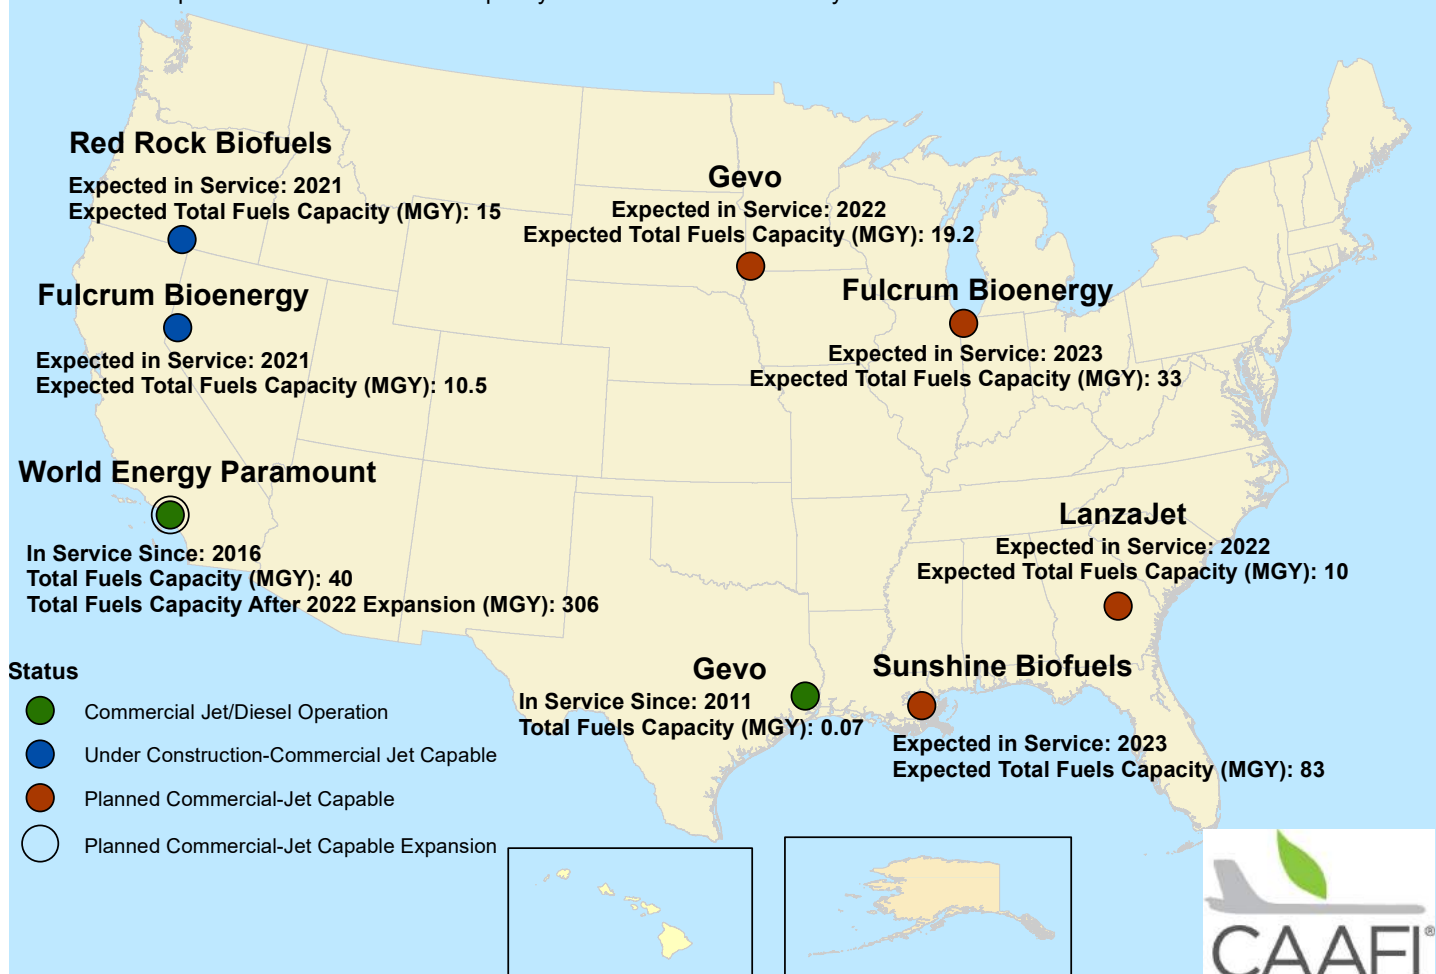 Red Rock Biofuels
Expected in Service: 2021
Expected Total Fuels Capacity (MGY): 15
Gevo
Expected in Service: 2022
Expected Total Fuels Capacity (MGY): 19.2
Fulcrum Bioenergy
Expected in Service: 2021
Expected Total Fuels Capacity (MGY): 10.5
Fulcrum Bioenergy
Expected in Service: 2023
Expected Total Fuels Capacity (MGY): 33
World Energy Paramount
In Service Since: 2016
Total Fuels Capacity (MGY): 40
Total Fuels Capacity After 2022 Expansion (MGY): 306
LanzaJet
Expected in Service: 2022
Expected Total Fuels Capacity (MGY): 10
Gevo
In Service Since: 2011
Total Fuels Capacity (MGY): 0.07
Sunshine Biofuels
Expected in Service: 2023
Expected Total Fuels Capacity (MGY): 83
Status
Commercial Jet/Diesel Operation
Under Construction-Commercial Jet Capable
Planned Commercial-Jet Capable
Planned Commercial-Jet Capable Expansion
CAAFI®